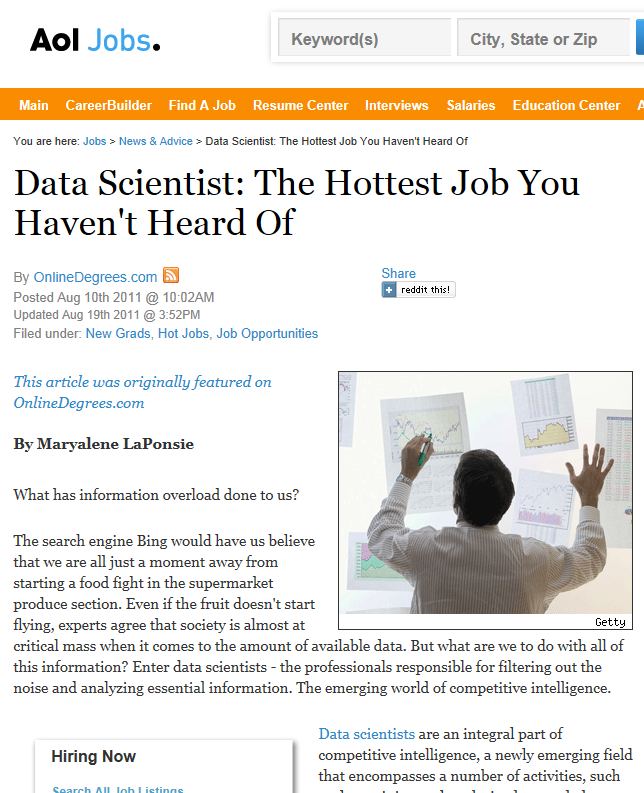 Aol Jobs.
Keyword(s)
City, State or Zip
Main CareerBuilder Find A Job Resume Center Interviews Salaries Education Center
You are here: Jobs > News & Advice > Data Scientist: The Hottest Job You Haven't Heard Of
Data Scientist: The Hottest Job You
Haven't Heard Of
By OnlineDegrees.com
Share
Posted Aug 10th 2011 @ 10:02AM
reddit this!
Updated Aug 19th 2011 @ 3:52PM
Filed under: New Grads, Hot Jobs, Job Opportunities
This article was originally featured on
OnlineDegrees.com
By Maryalene LaPonsie
What has information overload done to us?
The search engine Bing would have us believe
that we are all just a moment away from
starting a food fight in the supermarket
produce section. Even if the fruit doesn't start
flying, experts agree that society is almost at
Getty
critical mass when it comes to the amount of available data. But what are we to do with all of
this information? Enter data scientists - the professionals responsible for filtering out the
noise and analyzing essential information. The emerging world of competitive intelligence.
Hiring Now
Search All Job Listings
Data scientists are an integral part of
competitive intelligence, a newly emerging field
that encompasses a number of activities, such